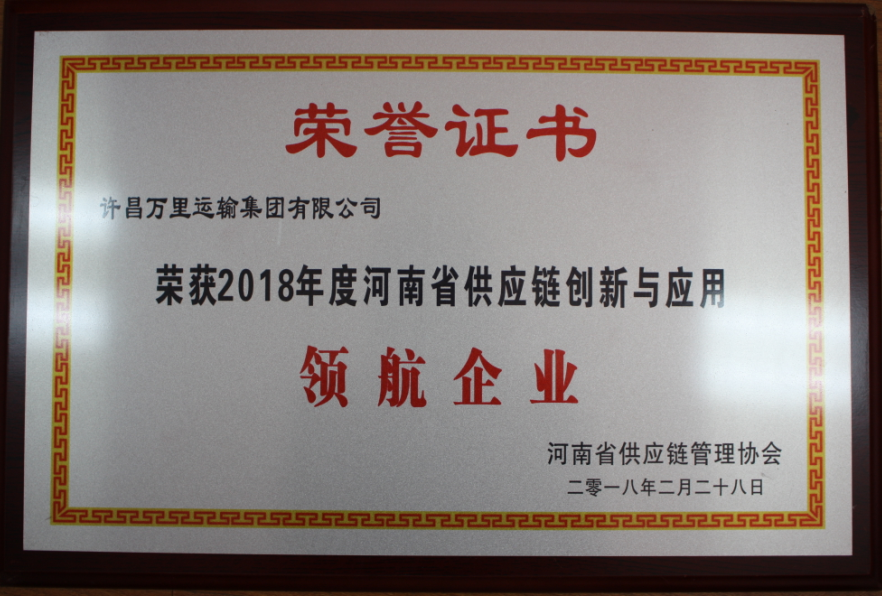 荣誉证书
许昌万里运输集团有限公司
荣获2018年度河南省供应链创新与应用
领航企业
河南省供应链管理协会
二零一八年二月二十八日